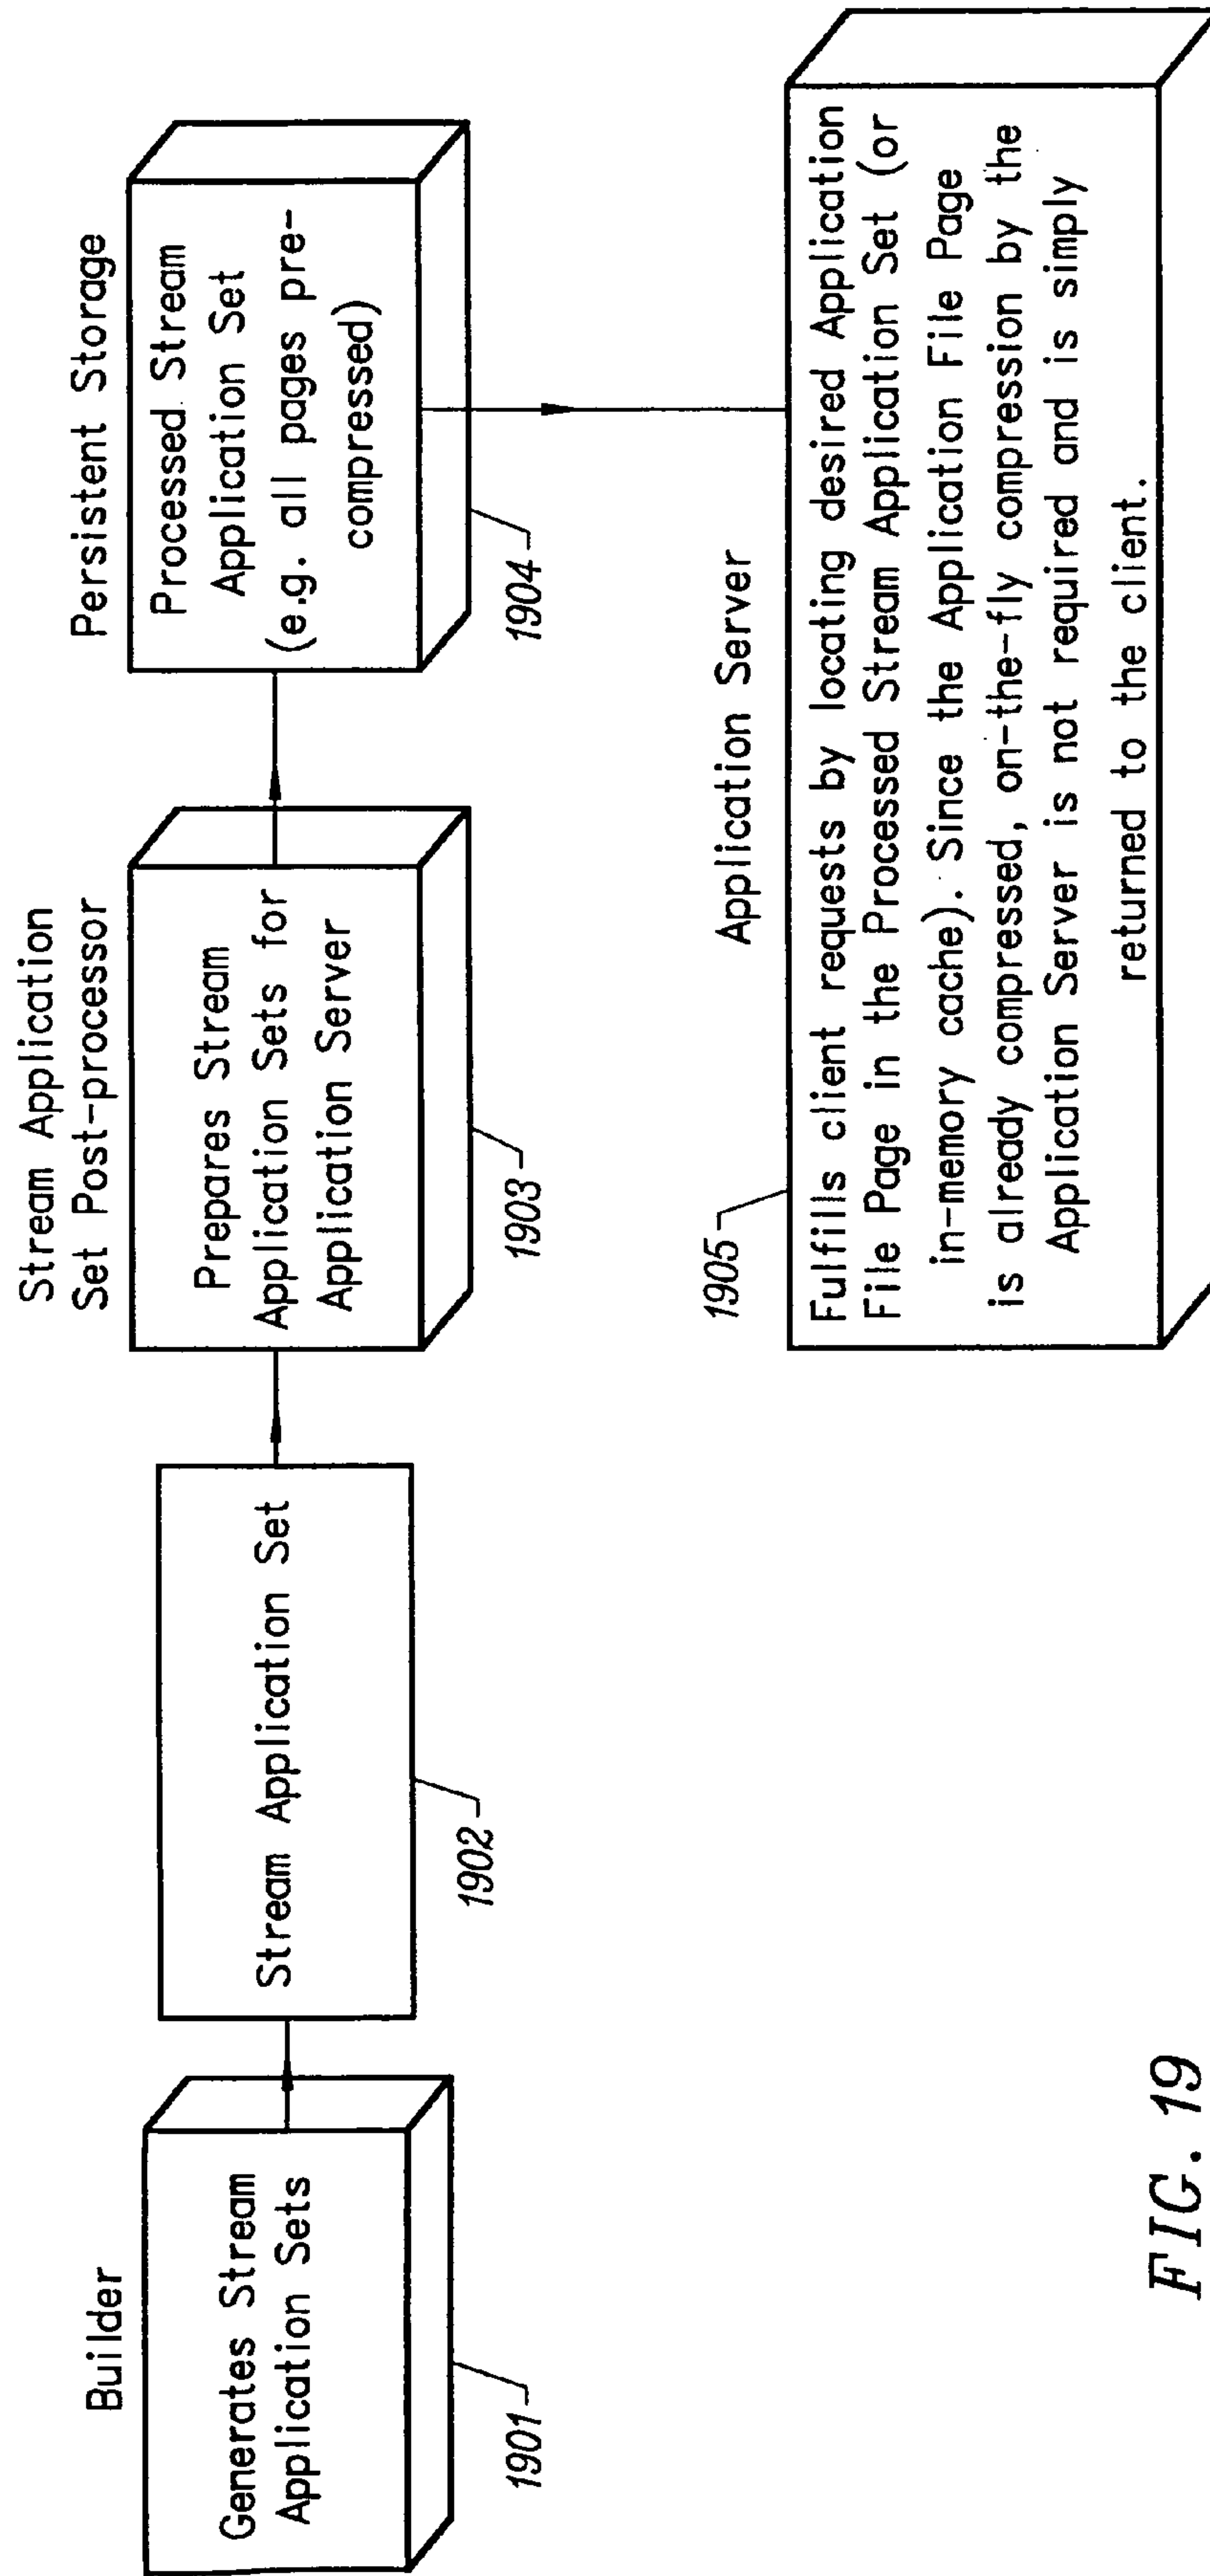 Builder
Generates Stream
Application Sets
1901
Stream Application Set
1902
Stream Application
Set Post-processor
Prepares Stream
Application Sets for
Application Server
1903
Persistent Storage
Processed Stream
Application Set
(e.g. all pages pre-
compressed)
1904
Application Server
1905
Fulfills client requests by locating desired Application
File Page in the Processed Stream Application Set (or
in-memory cache). Since the Application File Page
is already compressed, on-the-fly compression by the
Application Server is not required and is simply
returned to the client.
FIG. 19